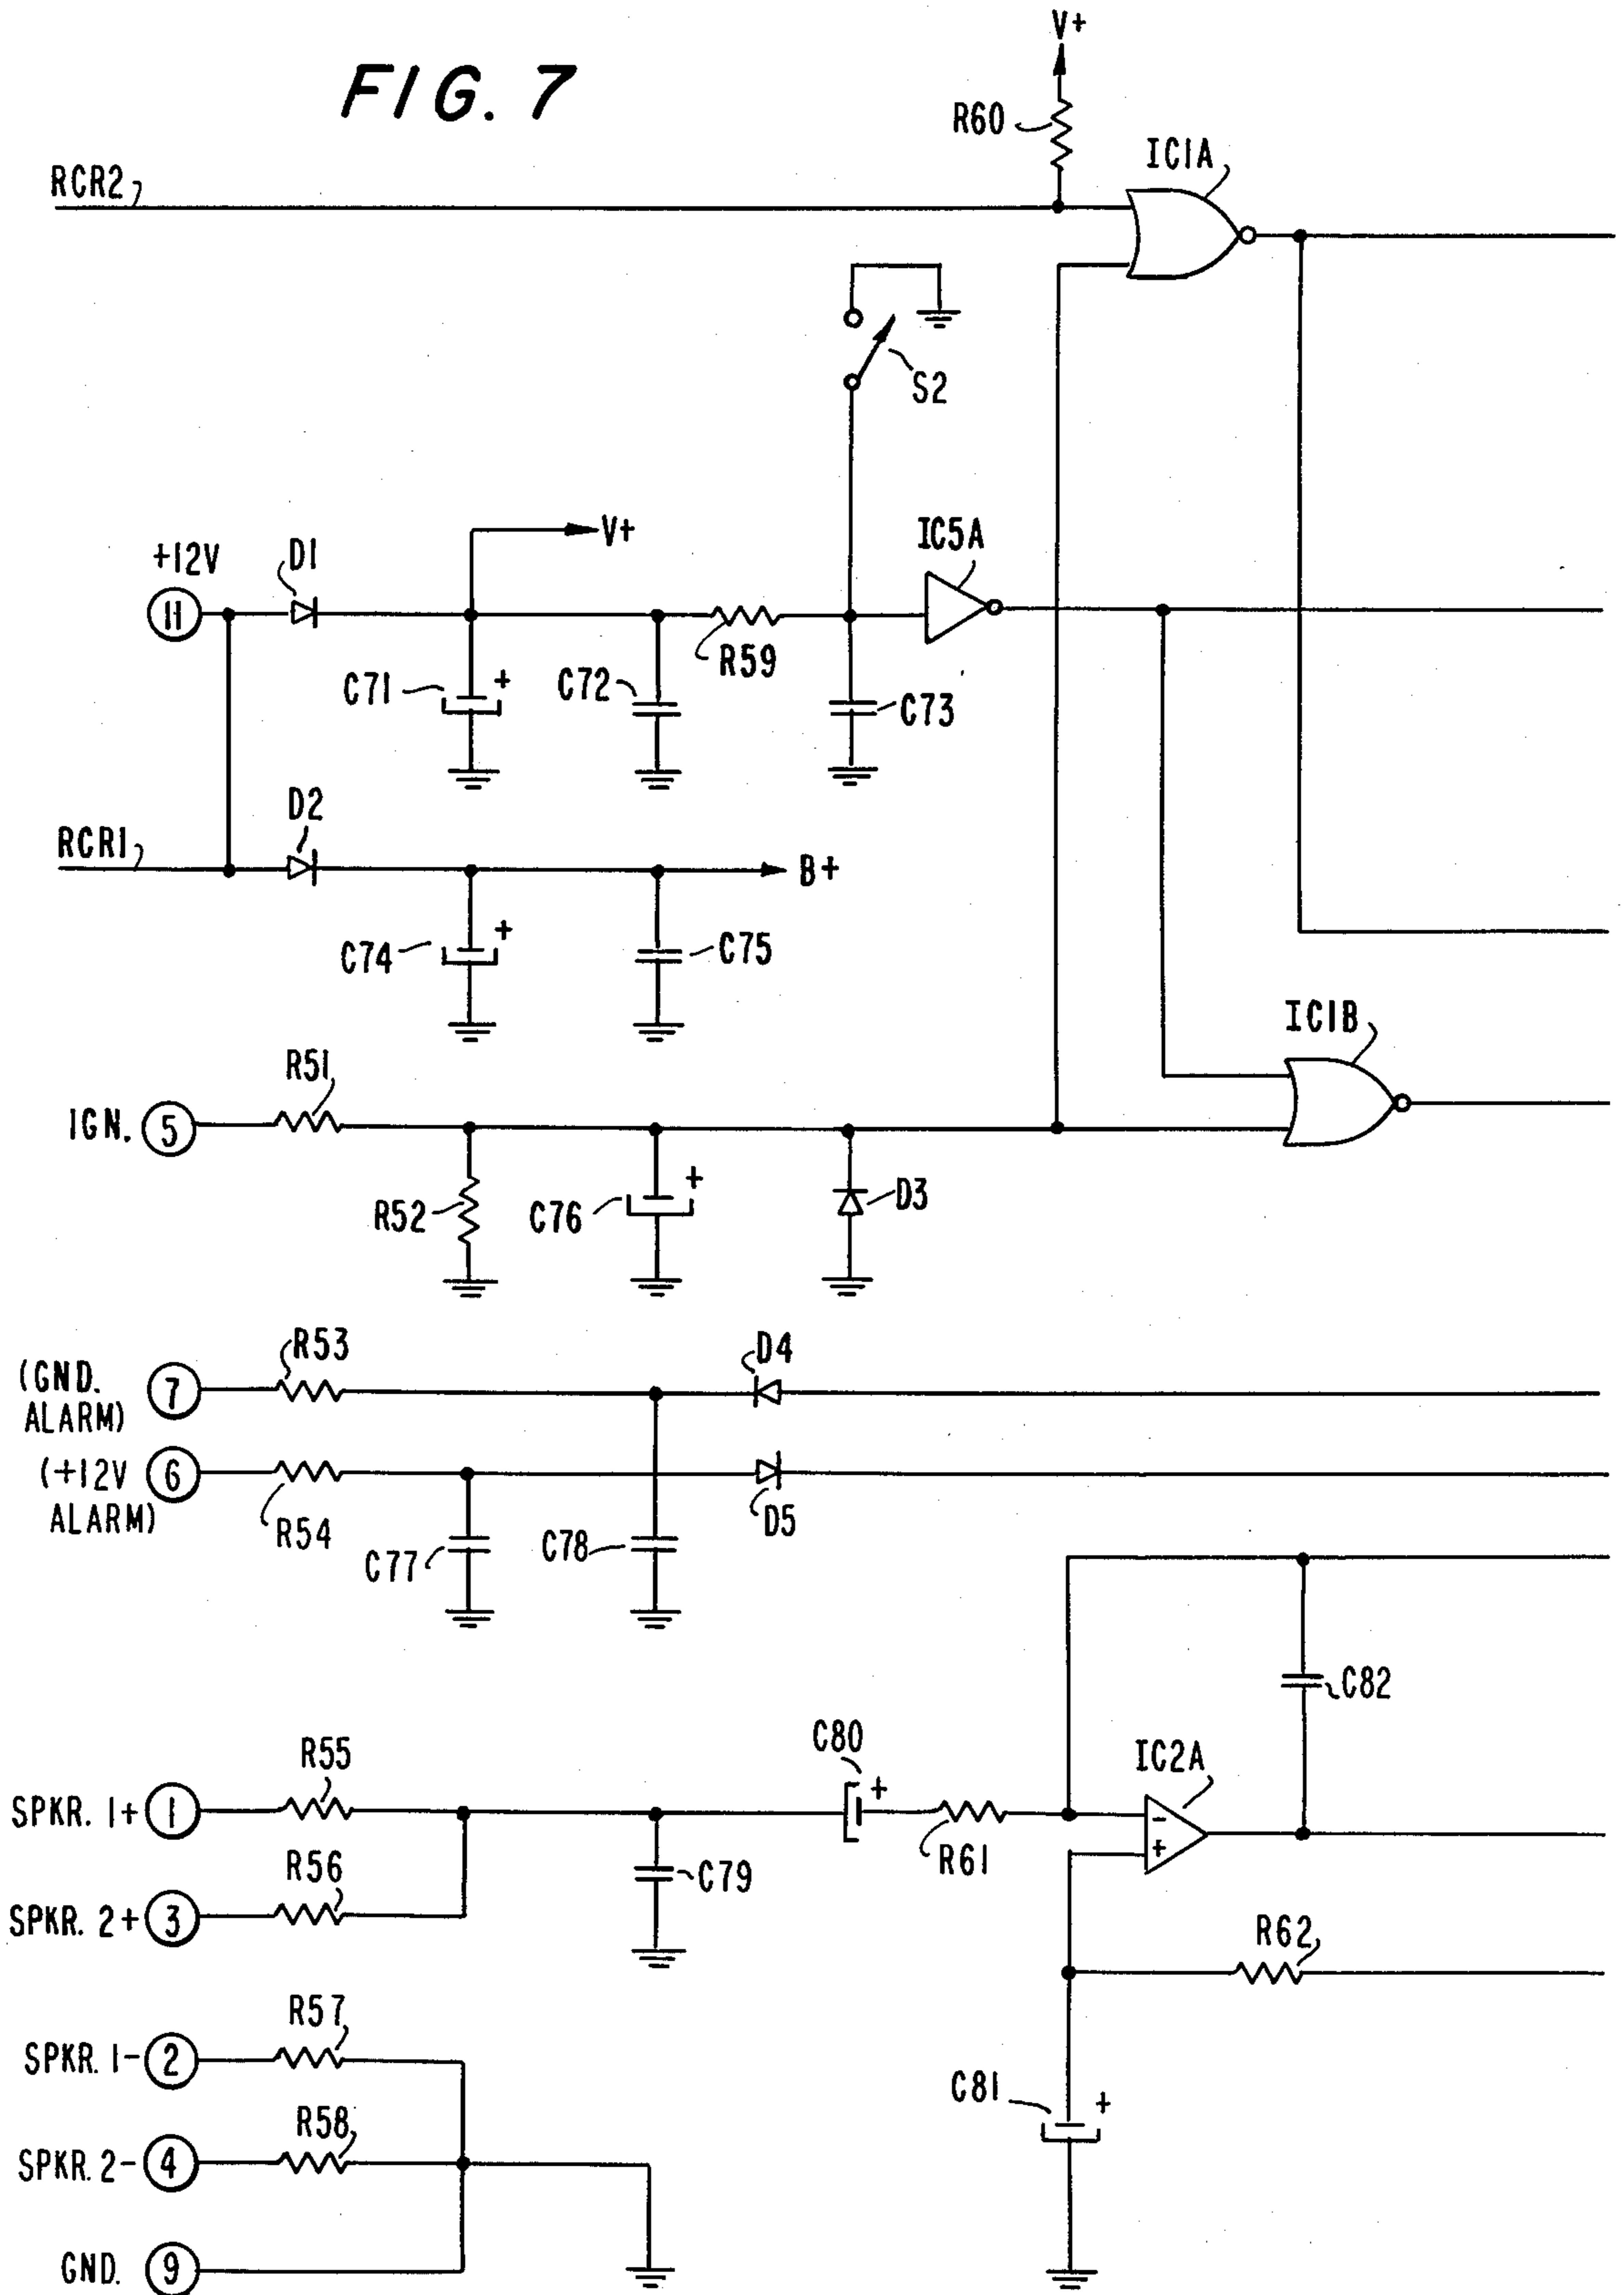 FIG. 7
V+
R60
IC1A
RCR2
S2
V+
IC5A
+12V
D1
11
R59
C71
+
C72
C73
D2
RCR1
B+
C74
+
C75
IC1B
R51
IGN. 5
R52
C76
+
D3
R53
D4
(GND. ALARM)
7
(+12V ALARM)
6
R54
D5
C77
C78
C82
C80
+
R55
IC2A
SPKR. 1+ 1
-
+
R61
R56
C79
SPKR. 2+ 3
R62
R57
SPKR. 1- 2
C81
+
R58
SPKR. 2- 4
GND. 9